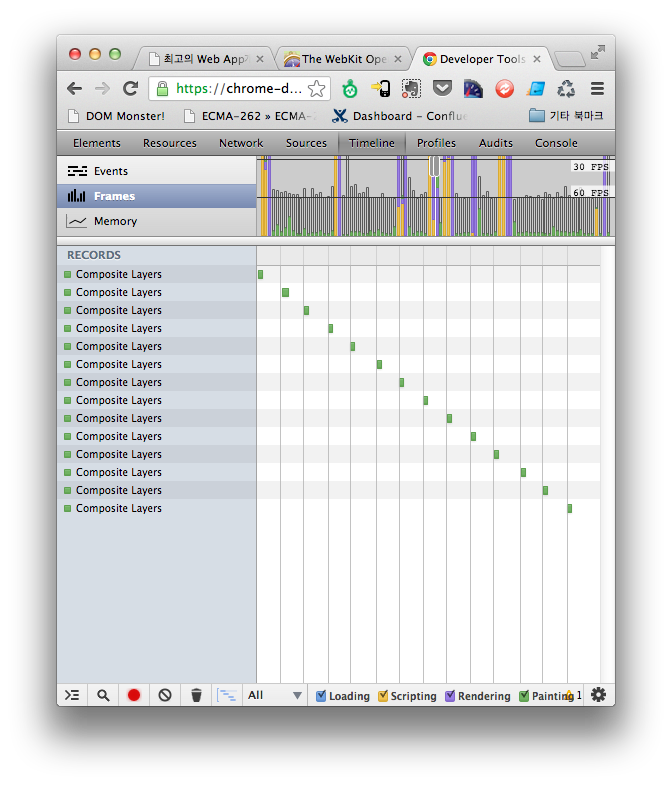 최고의 Web App
The WebKit Ope
Developer Tools
https://chrome-d...
DOM Monster!
ECMA-262 » ECMA-
Dashboard – Conflue
기타 북마크
Elements
Resources
Network
Sources
Timeline
Profiles
Audits
Console
Events
30 FPS
Frames
60 FPS
Memory
RECORDS
Composite Layers
Composite Layers
Composite Layers
Composite Layers
Composite Layers
Composite Layers
Composite Layers
Composite Layers
Composite Layers
Composite Layers
Composite Layers
Composite Layers
Composite Layers
Composite Layers
All
Loading
Scripting
Rendering
Painting
1